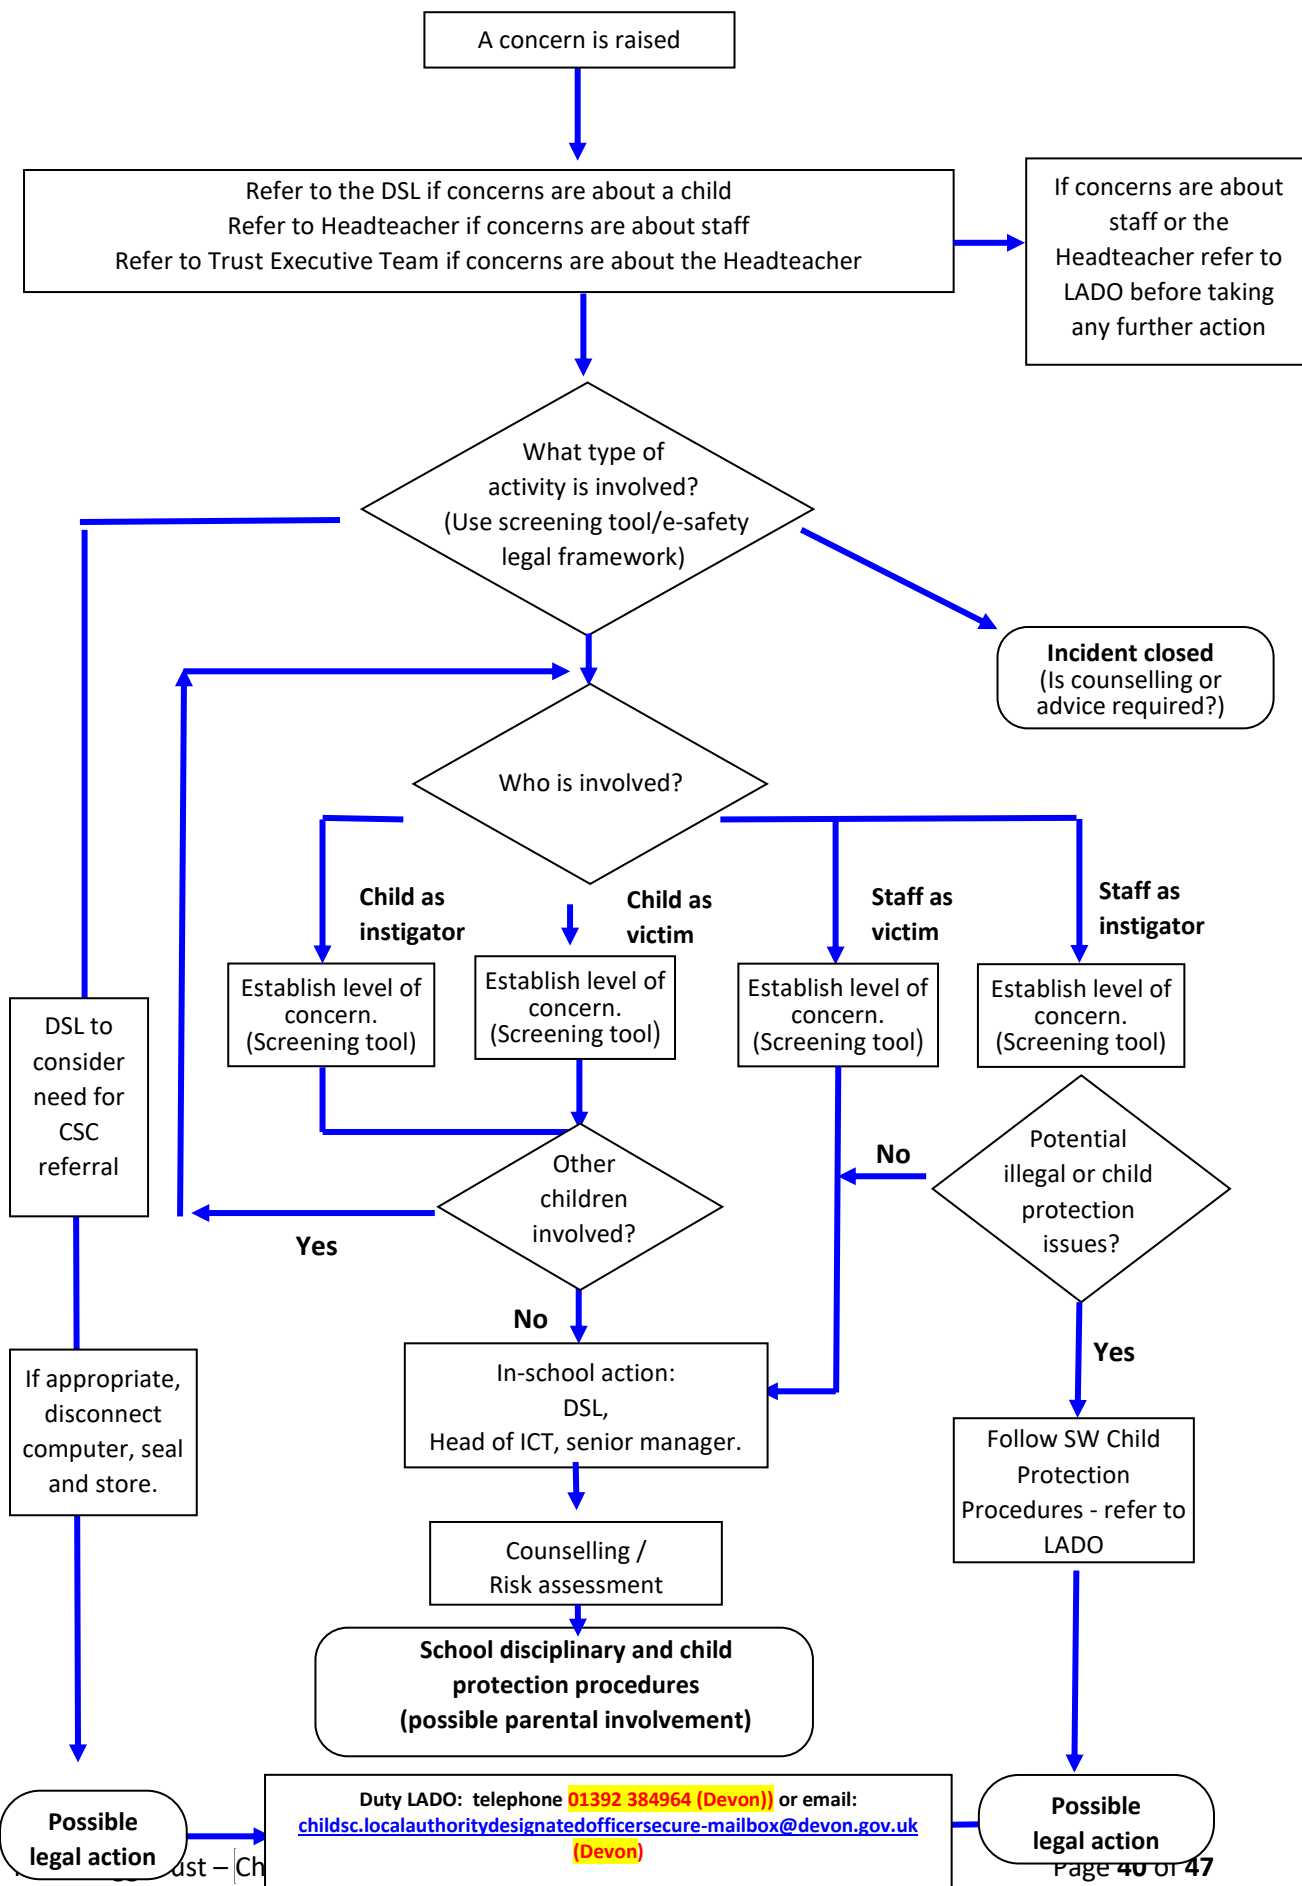 A concern is raised
Refer to the DSL if concerns are about a child
Refer to Headteacher if concerns are about staff
Refer to Trust Executive Team if concerns are about the Headteacher
If concerns are about
staff or the
Headteacher refer to
LADO before taking
any further action
What type of
activity is involved?
(Use screening tool/e-safety
legal framework)
Incident closed
(Is counselling or
advice required?)
Who is involved?
Child as
instigator
Child as
victim
Staff as
victim
Staff as
instigator
Establish level of
concern.
(Screening tool)
Establish level of
concern.
(Screening tool)
Establish level of
concern.
(Screening tool)
Establish level of
concern.
(Screening tool)
DSL to
consider
need for
CSC
referral
Other
children
involved?
Yes
No
Potential
illegal or child
protection
issues?
No
Yes
If appropriate,
disconnect
computer, seal
and store.
In-school action:
DSL,
Head of ICT, senior manager.
Follow SW Child
Protection
Procedures - refer to
LADO
Counselling /
Risk assessment
School disciplinary and child
protection procedures
(possible parental involvement)
Possible
legal action
Duty LADO: telephone 01392 384964 (Devon)) or email:
childsc.localauthoritydesignatedofficersecure-mailbox@devon.gov.uk
(Devon)
Possible
legal action
Page 40 of 47